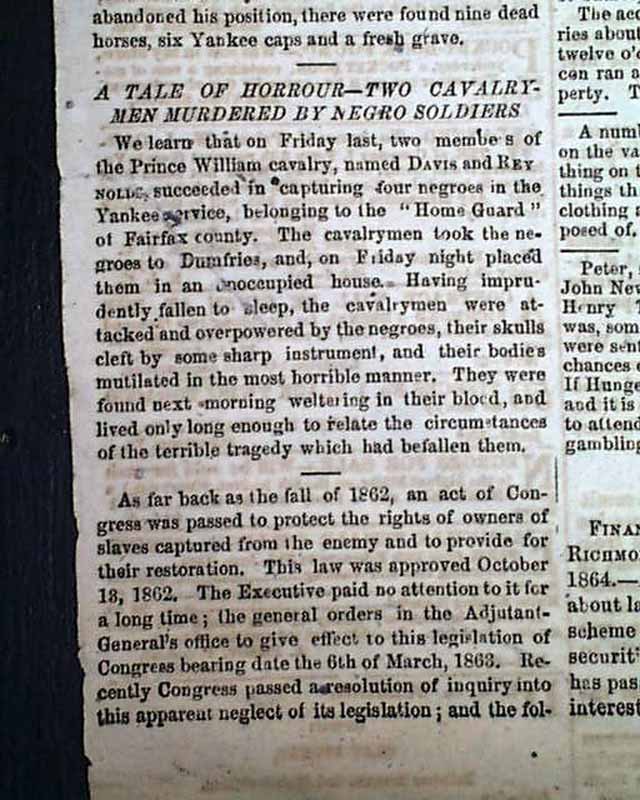 abandoned his position, there were found nine dead
horses, six Yankee caps and a fresh grave.
A TALE OF HORROUR—TWO CAVALRY-
MEN MURDERED BY NEGRO SOLDIERS
We learn that on Friday last, two membe s of
the Prince William cavalry, named DAVIS and REY
NOLDS, succeeded in capturing four negroes in the
Yankee service, belonging to the "Home Guard"
of Fairfax county. The cavalrymen took the ne-
groes to Dumfries, and, on Friday night placed
them in an unoccupied house. Having impru-
dently fallen to sleep, the cavalrymen were at-
tacked and overpowered by the negroes, their skulls
cleft by some sharp instrument, and their bodies
mutilated in the most horrible manner. They were
found next morning weltering in their blood, and
lived only long enough to relate the circumstances
of the terrible tragedy which had befallen them.
As far back as the fall of 1862, an act of Con-
gress was passed to protect the rights of owners of
slaves captured from the enemy and to provide for
their restoration. This law was approved October
13, 1862. The Executive paid no attention to it for
a long time; the general orders in the Adjutant-
General's office to give effect to this legislation of
Congress bearing date the 6th of March, 1863. Re-
cently Congress passed a resolution of inquiry into
this apparent neglect of its legislation; and the fol-
The acc
ries about
twelve o'c
con ran a
perty. T
A numb
on the va
thing on t
things th
clothing
posed of.
Peter,
John New
Henry T
was, som
were sent
chances o
If Hunge
and it is
to attend
gambling
FINAN
RICHMO
1864.—
about la
scheme
securit
has pas
interest